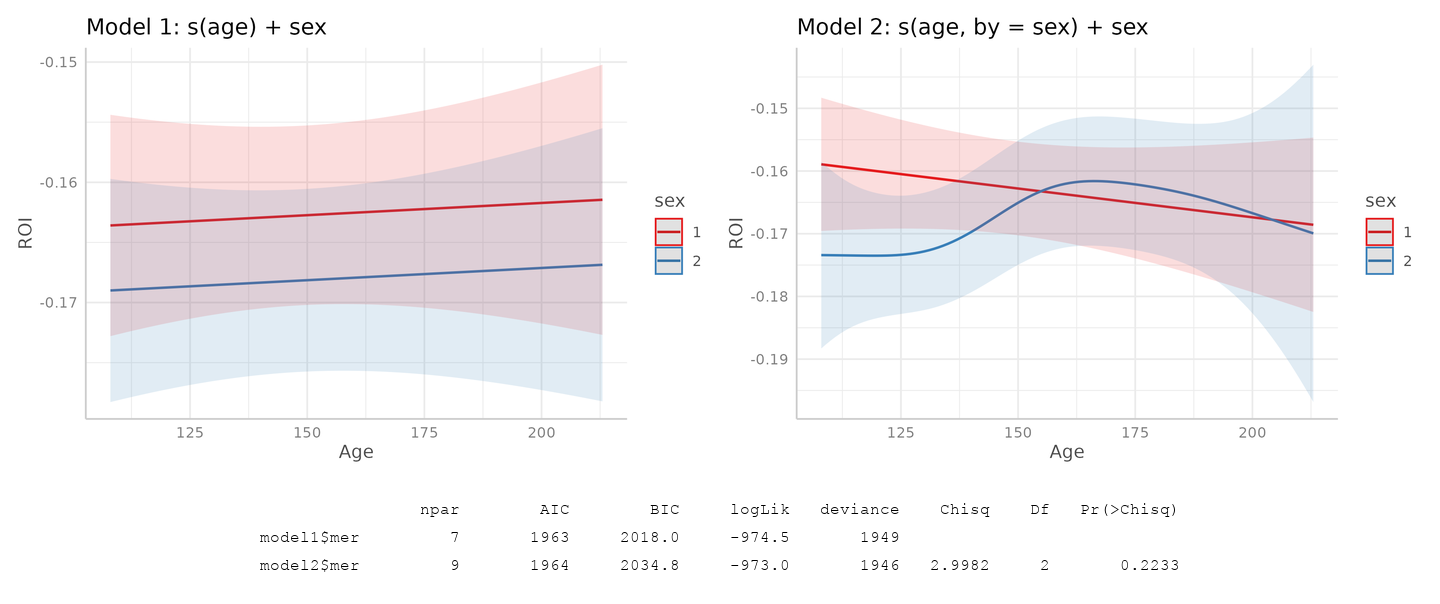 Model 1: s(age) + sex
-0.15
-0.16
-0.17
ROI
125 150 175 200
Age
sex
1
2
Model 2: s(age, by = sex) + sex
-0.15
-0.16
-0.17
-0.18
-0.19
ROI
125 150 175 200
Age
sex
1
2
npar AIC BIC logLik deviance Chisq Df Pr(>Chisq)
model1$mer 7 1963 2018.0 -974.5 1949
model2$mer 9 1964 2034.8 -973.0 1946 2.9982 2 0.2233